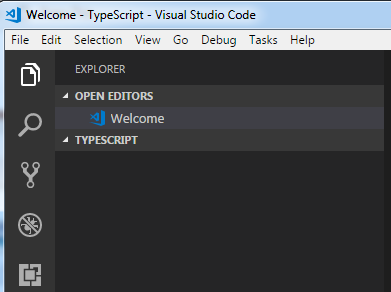 Welcome - TypeScript - Visual Studio Code
File Edit Selection View Go Debug Tasks Help
EXPLORER
OPEN EDITORS
Welcome
TYPESCRIPT